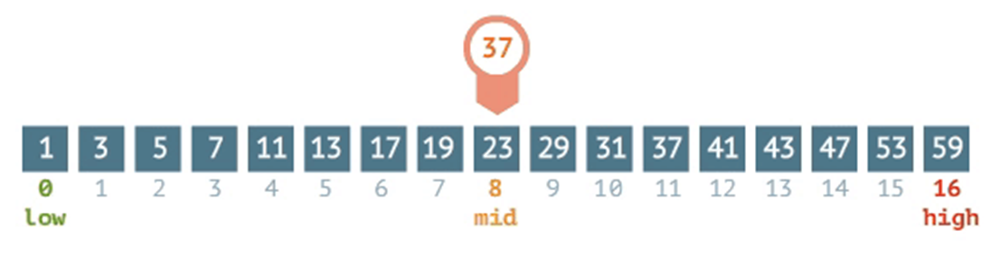 37
1 3 5 7 11 13 17 19 23 29 31 37 41 43 47 53 59
0 1 2 3 4 5 6 7 8 9 10 11 12 13 14 15 16
low mid high